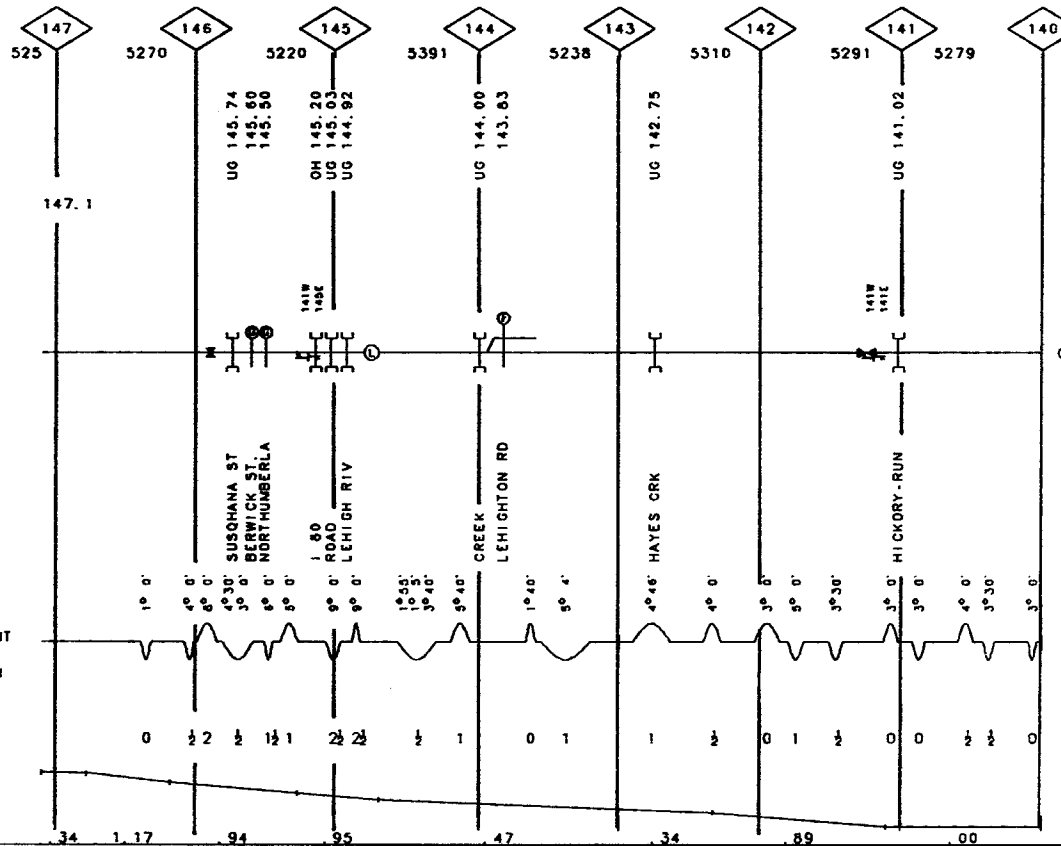 147 146 145 144 143 142 141 140
525 5270 5220 5391 5238 5310 5291 5279
UG 145.74
145.60
145.50
OH 145.20
UG 145.03
UG 144.92
UG 144.00
143.83
UG 142.75
UG 141.02
147.1
141W
145E
141W
141E
L
F
SUSQHANA ST
BERWICK ST.
NORTHUMBERLA
I 80
ROAD
LEHIGH RIV
CREEK
LEHIGHTON RD
HAYES CRK
HICKORY-RUN
1° 0' 4° 0' 8° 0' 4° 30' 3° 0' 6° 0' 5° 0' 9° 0' 9° 0' 1° 55' 1° 5' 3° 40' 5° 40' 1° 40' 5° 4' 4° 46' 4° 0' 3° 0' 5° 0' 3° 30' 3° 0' 3° 0' 4° 0' 3° 30' 3° 0'
0 ½ 2 ½ 1½ 1 2½ 2½ ½ 1 0 1 1 ½ 0 1 ½ 0 0 ½ ½ 0
.34 1.17 .94 .95 .47 .34 .89 .00